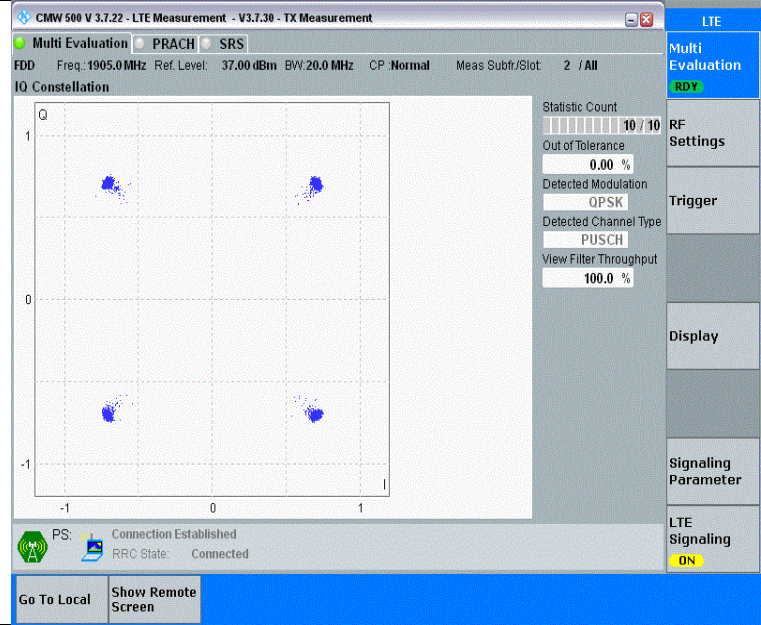 CMW 500 V 3.7.22 - LTE Measurement - V3.7.30 - TX Measurement
LTE
Multi Evaluation PRACH SRS
Multi
Evaluation
RDY
FDD Freq.: 1905.0 MHz Ref. Level: 37.00 dBm BW: 20.0 MHz CP : Normal Meas Subfr./Slot: 2 / All
IQ Constellation
Q
1
0
-1
-1 0 1
I
Statistic Count
10 / 10
Out of Tolerance
0.00 %
Detected Modulation
QPSK
Detected Channel Type
PUSCH
View Filter Throughput
100.0 %
RF
Settings
Trigger
Display
Signaling
Parameter
LTE
Signaling
ON
PS: Connection Established
RRC State: Connected
Go To Local
Show Remote
Screen